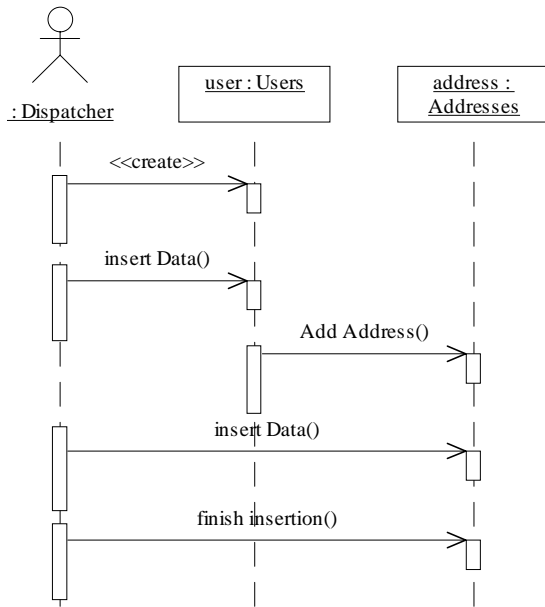 : Dispatcher
user : Users
address :
Addresses
<<create>>
insert Data()
Add Address()
insert Data()
finish insertion()